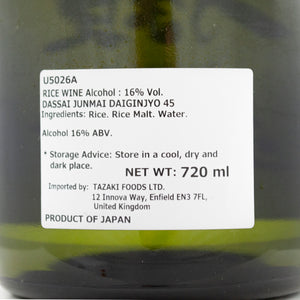 U5026A
RICE WINE Alcohol : 16% Vol.
DASSAI JUNMAI DAIGINJYO 45
Ingredients: Rice. Rice Malt. Water.
Alcohol 16% ABV.
* Storage Advice: Store in a cool, dry and
dark place.
NET WT: 720 ml
Imported by: TAZAKI FOODS LTD.
12 Innova Way, Enfield EN3 7FL,
United Kingdom
PRODUCT OF JAPAN